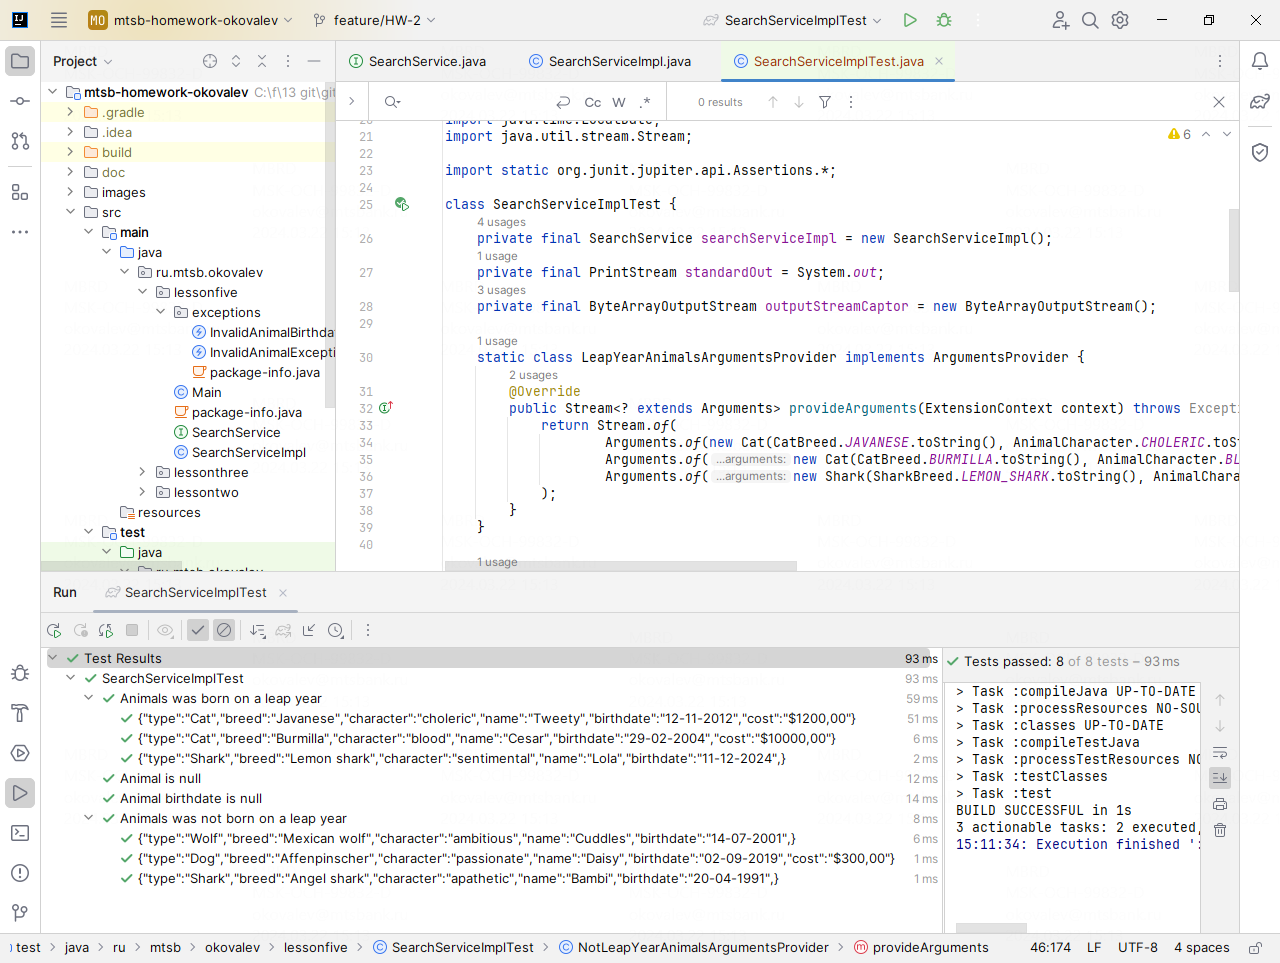 MO mtsb-homework-okovalev feature/HW-2 SearchServiceImplTest
Project
SearchService.java SearchServiceImpl.java SearchServiceImplTest.java
mtsb-homework-okovalev C:\f\13 git\git
.gradle
.idea
build
doc
images
src
main
java
ru.mtsb.okovalev
lessonfive
exceptions
InvalidAnimalBirthda
InvalidAnimalExcepti
package-info.java
Main
package-info.java
SearchService
SearchServiceImpl
lessonthree
lessontwo
resources
test
java
ru.mtsb.okovalev
Cc W .* 0 results
6
20 import java.time.LocalDate;
21 import java.util.stream.Stream;
22
23 import static org.junit.jupiter.api.Assertions.*;
24
25 class SearchServiceImplTest {
4 usages
26 private final SearchService searchServiceImpl = new SearchServiceImpl();
1 usage
27 private final PrintStream standardOut = System.out;
3 usages
28 private final ByteArrayOutputStream outputStreamCaptor = new ByteArrayOutputStream();
29
1 usage
30 static class LeapYearAnimalsArgumentsProvider implements ArgumentsProvider {
2 usages
31 @Override
32 public Stream<? extends Arguments> provideArguments(ExtensionContext context) throws Excepti
33 return Stream.of(
34 Arguments.of(new Cat(CatBreed.JAVANESE.toString(), AnimalCharacter.CHOLERIC.toSt
35 Arguments.of( ...arguments: new Cat(CatBreed.BURMILLA.toString(), AnimalCharacter.BL
36 Arguments.of( ...arguments: new Shark(SharkBreed.LEMON_SHARK.toString(), AnimalChara
37 );
38 }
39 }
40
1 usage
Run SearchServiceImplTest
Test Results 93 ms
SearchServiceImplTest 93 ms
Animals was born on a leap year 59 ms
{"type":"Cat","breed":"Javanese","character":"choleric","name":"Tweety","birthdate":"12-11-2012","cost":"$1200,00"} 51 ms
{"type":"Cat","breed":"Burmilla","character":"blood","name":"Cesar","birthdate":"29-02-2004","cost":"$10000,00"} 6 ms
{"type":"Shark","breed":"Lemon shark","character":"sentimental","name":"Lola","birthdate":"11-12-2024",} 2 ms
Animal is null 12 ms
Animal birthdate is null 14 ms
Animals was not born on a leap year 8 ms
{"type":"Wolf","breed":"Mexican wolf","character":"ambitious","name":"Cuddles","birthdate":"14-07-2001",} 6 ms
{"type":"Dog","breed":"Affenpinscher","character":"passionate","name":"Daisy","birthdate":"02-09-2019","cost":"$300,00"} 1 ms
{"type":"Shark","breed":"Angel shark","character":"apathetic","name":"Bambi","birthdate":"20-04-1991",} 1 ms
Tests passed: 8 of 8 tests – 93 ms
> Task :compileJava UP-TO-DATE
> Task :processResources NO-SOU
> Task :classes UP-TO-DATE
> Task :compileTestJava
> Task :processTestResources NO
> Task :testClasses
> Task :test
BUILD SUCCESSFUL in 1s
3 actionable tasks: 2 executed,
15:11:34: Execution finished ':
test java ru mtsb okovalev lessonfive SearchServiceImplTest NotLeapYearAnimalsArgumentsProvider provideArguments 46:174 LF UTF-8 4 spaces